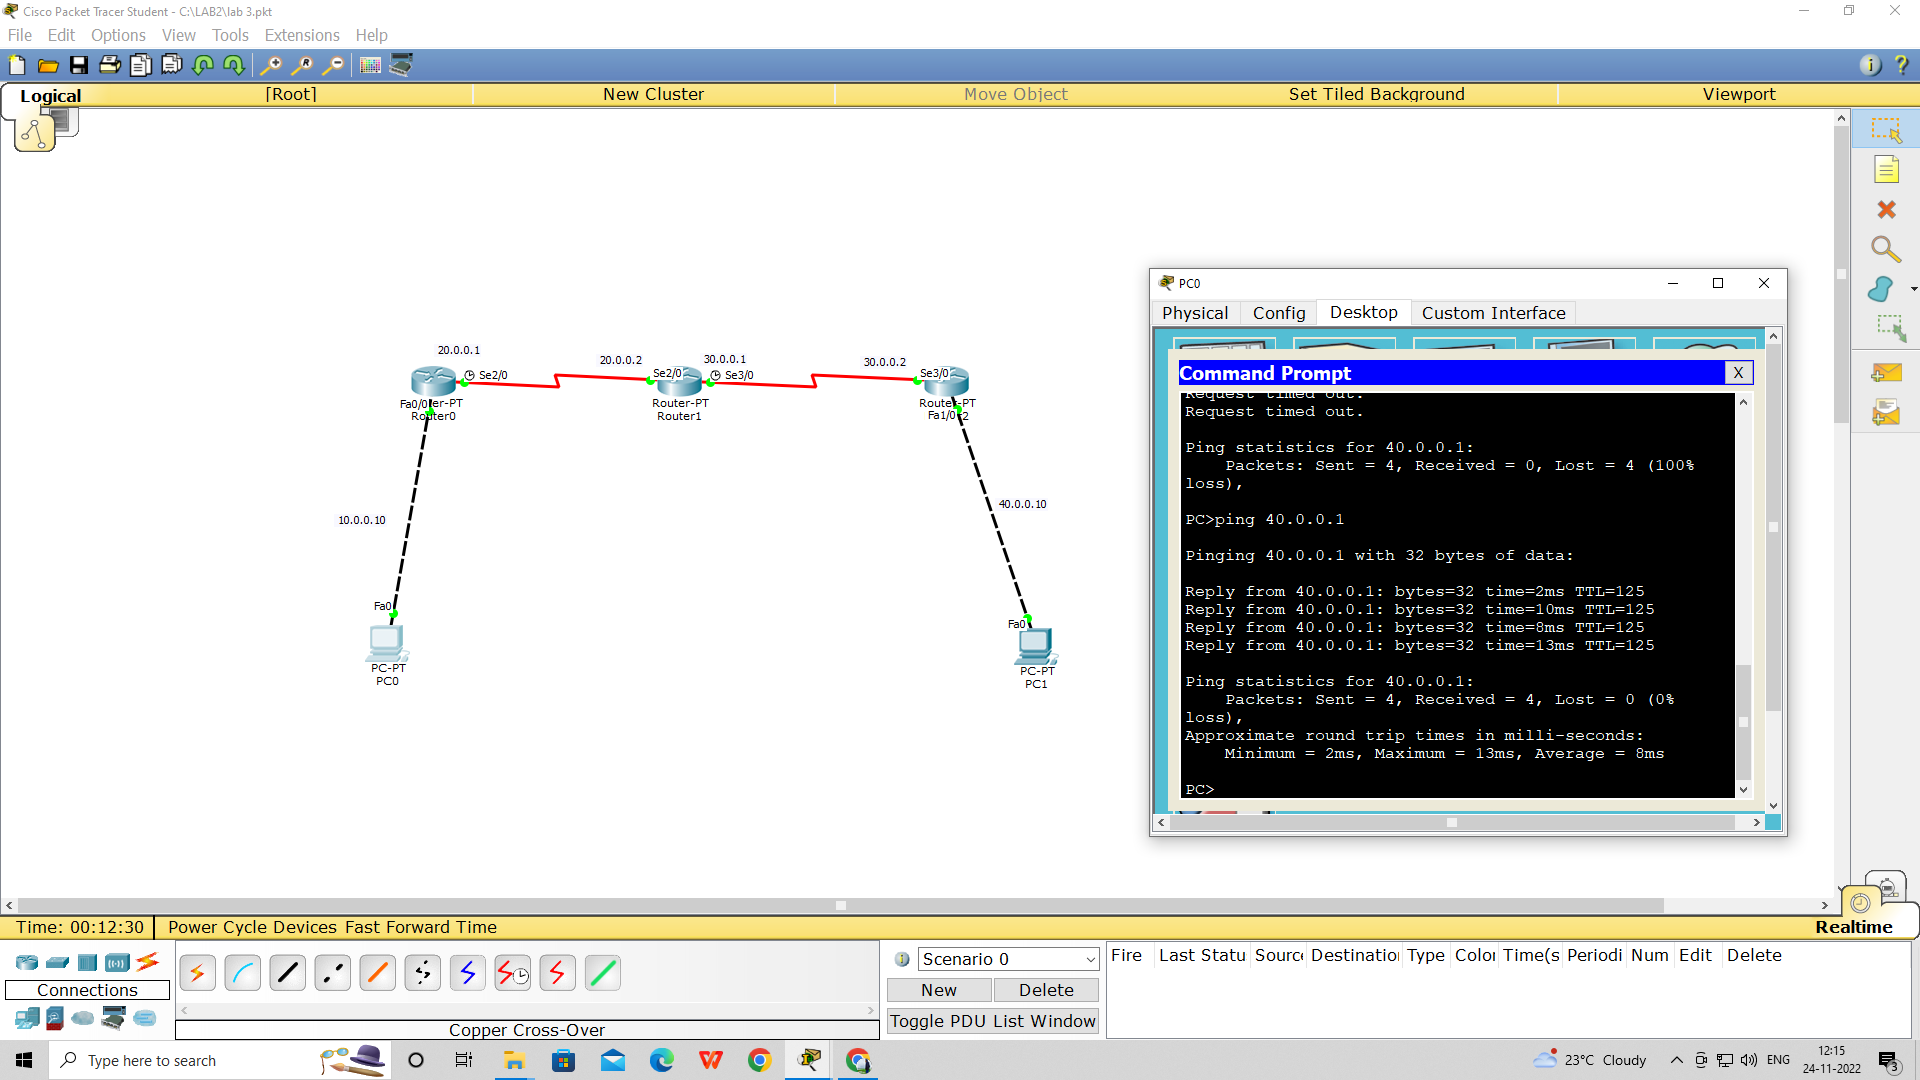 Cisco Packet Tracer Student - C:\LAB2\lab 3.pkt
File Edit Options View Tools Extensions Help
Logical [Root] New Cluster Move Object Set Tiled Background Viewport
20.0.0.1
Se2/0
20.0.0.2
Se2/0
30.0.0.1
Se3/0
30.0.0.2
Se3/0
Fa0/0 er-PT
Router0
Router-PT
Router1
Router-PT
Fa1/0 2
10.0.0.10
40.0.0.10
Fa0
PC-PT
PC0
Fa0
PC-PT
PC1
PC0
Physical Config Desktop Custom Interface
Command Prompt X
Request timed out.
Request timed out.
Ping statistics for 40.0.0.1:
Packets: Sent = 4, Received = 0, Lost = 4 (100%
loss),
PC>ping 40.0.0.1
Pinging 40.0.0.1 with 32 bytes of data:
Reply from 40.0.0.1: bytes=32 time=2ms TTL=125
Reply from 40.0.0.1: bytes=32 time=10ms TTL=125
Reply from 40.0.0.1: bytes=32 time=8ms TTL=125
Reply from 40.0.0.1: bytes=32 time=13ms TTL=125
Ping statistics for 40.0.0.1:
Packets: Sent = 4, Received = 4, Lost = 0 (0%
loss),
Approximate round trip times in milli-seconds:
Minimum = 2ms, Maximum = 13ms, Average = 8ms
PC>
Time: 00:12:30 Power Cycle Devices Fast Forward Time Realtime
Connections
Copper Cross-Over
Scenario 0
New Delete
Toggle PDU List Window
Fire Last Statu Source Destination Type Color Time(s Periodi Num Edit Delete
Type here to search
23°C Cloudy
ENG
12:15
24-11-2022
3